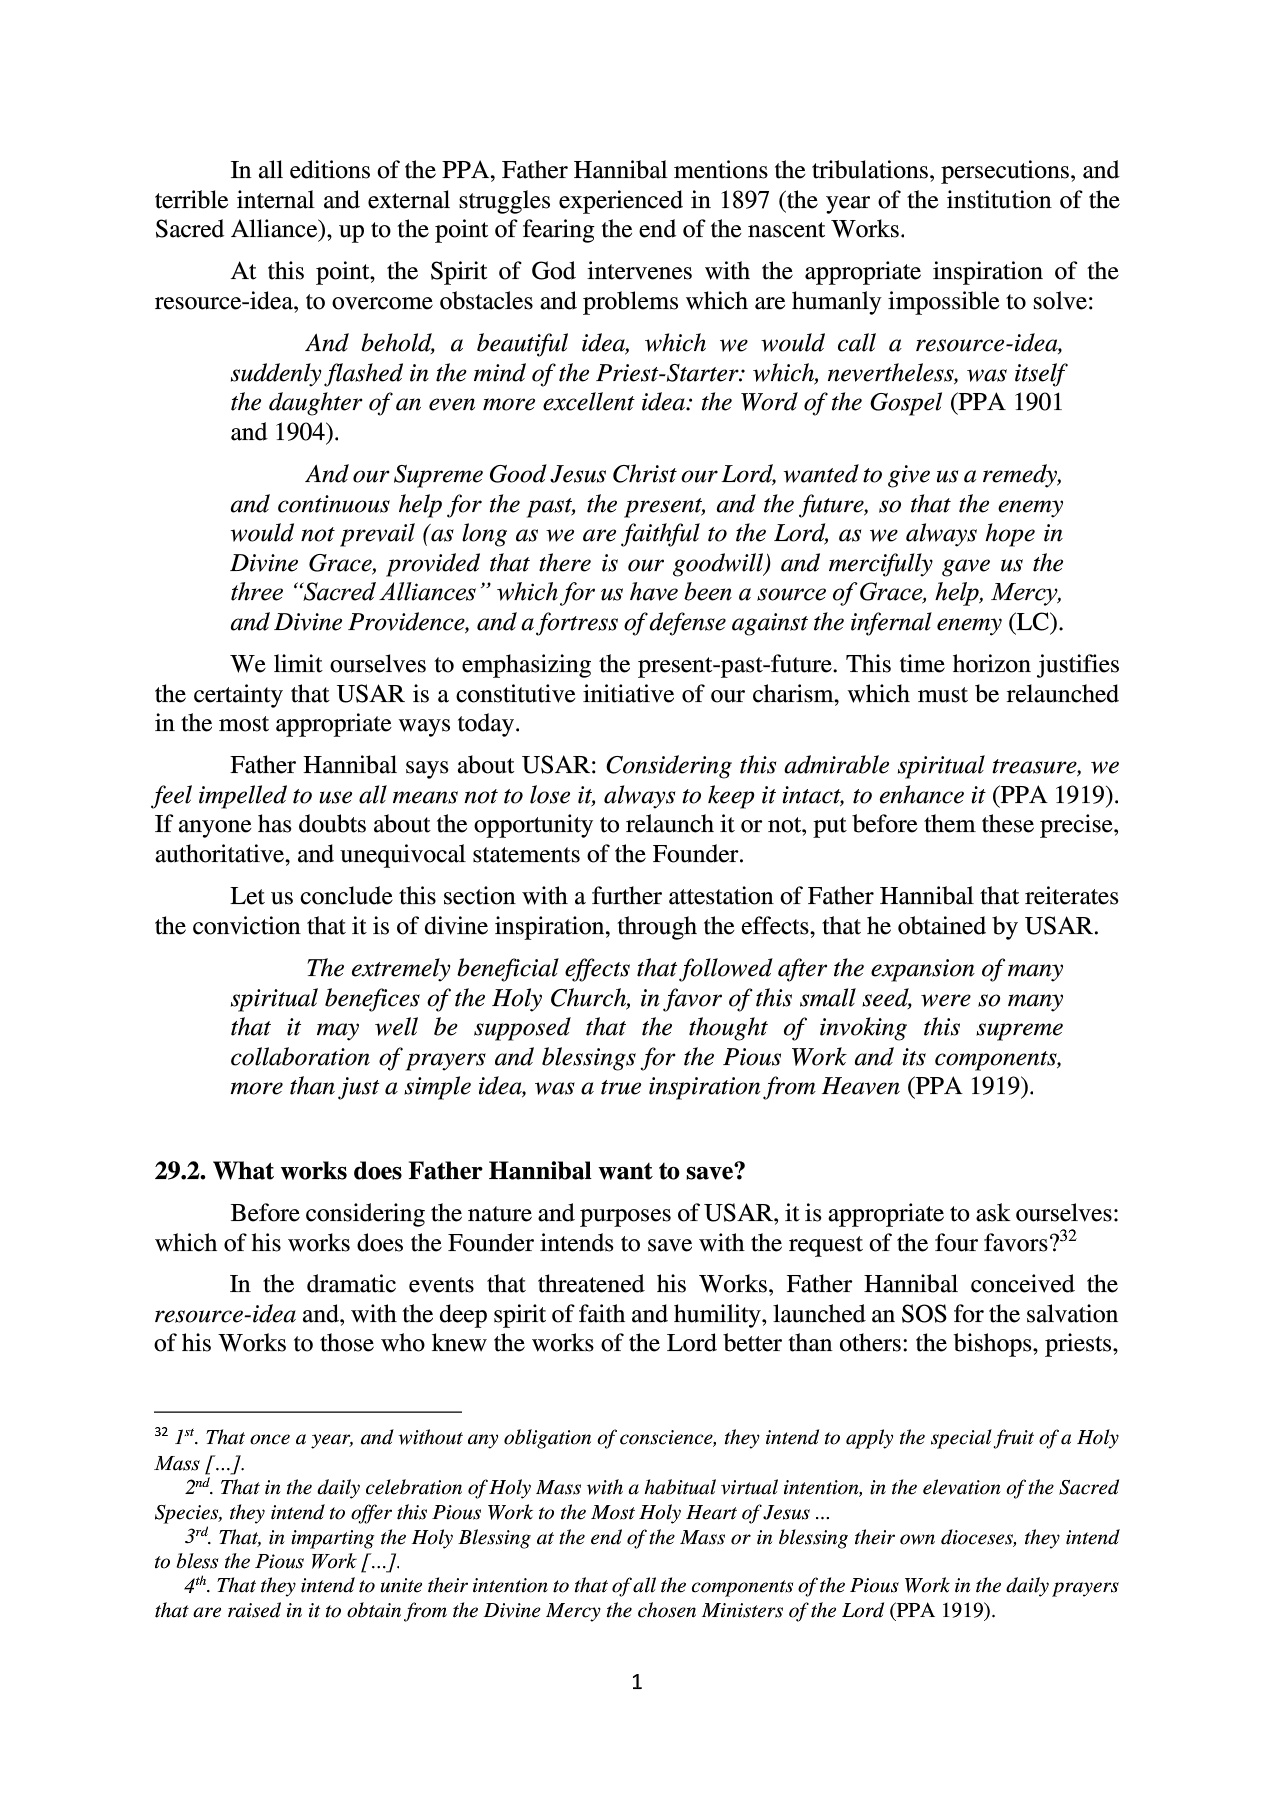 In all editions of the PPA, Father Hannibal mentions the tribulations, persecutions, and
terrible internal and external struggles experienced in 1897 (the year of the institution of the
Sacred Alliance), up to the point of fearing the end of the nascent Works.
At this point, the Spirit of God intervenes with the appropriate inspiration of the
resource-idea, to overcome obstacles and problems which are humanly impossible to solve:
And behold, a beautiful idea, which we would call a resource-idea,
suddenly flashed in the mind of the Priest-Starter: which, nevertheless, was itself
the daughter of an even more excellent idea: the Word of the Gospel (PPA 1901
and 1904).
And our Supreme Good Jesus Christ our Lord, wanted to give us a remedy,
and continuous help for the past, the present, and the future, so that the enemy
would not prevail (as long as we are faithful to the Lord, as we always hope in
Divine Grace, provided that there is our goodwill) and mercifully gave us the
three “Sacred Alliances” which for us have been a source of Grace, help, Mercy,
and Divine Providence, and a fortress of defense against the infernal enemy (LC).
We limit ourselves to emphasizing the present-past-future. This time horizon justifies
the certainty that USAR is a constitutive initiative of our charism, which must be relaunched
in the most appropriate ways today.
Father Hannibal says about USAR: Considering this admirable spiritual treasure, we
feel impelled to use all means not to lose it, always to keep it intact, to enhance it (PPA 1919).
If anyone has doubts about the opportunity to relaunch it or not, put before them these precise,
authoritative, and unequivocal statements of the Founder.
Let us conclude this section with a further attestation of Father Hannibal that reiterates
the conviction that it is of divine inspiration, through the effects, that he obtained by USAR.
The extremely beneficial effects that followed after the expansion of many
spiritual benefices of the Holy Church, in favor of this small seed, were so many
that it may well be supposed that the thought of invoking this supreme
collaboration of prayers and blessings for the Pious Work and its components,
more than just a simple idea, was a true inspiration from Heaven (PPA 1919).
29.2. What works does Father Hannibal want to save?
Before considering the nature and purposes of USAR, it is appropriate to ask ourselves:
which of his works does the Founder intends to save with the request of the four favors?32
In the dramatic events that threatened his Works, Father Hannibal conceived the
resource-idea and, with the deep spirit of faith and humility, launched an SOS for the salvation
of his Works to those who knew the works of the Lord better than others: the bishops, priests,
32 1st. That once a year, and without any obligation of conscience, they intend to apply the special fruit of a Holy
Mass [...].
2nd. That in the daily celebration of Holy Mass with a habitual virtual intention, in the elevation of the Sacred
Species, they intend to offer this Pious Work to the Most Holy Heart of Jesus ...
3rd. That, in imparting the Holy Blessing at the end of the Mass or in blessing their own dioceses, they intend
to bless the Pious Work [...].
4th. That they intend to unite their intention to that of all the components of the Pious Work in the daily prayers
that are raised in it to obtain from the Divine Mercy the chosen Ministers of the Lord (PPA 1919).
1